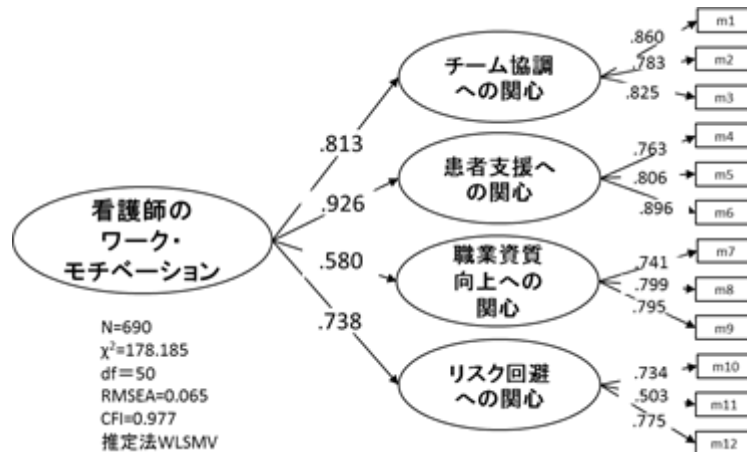 看護師の
ワーク・
モチベーション
.813
.926
.580
.738
チーム協調
への関心
患者支援へ
の関心
職業資質
向上への
関心
リスク回避
への関心
.860
.783
.825
.763
.806
.896
.741
.799
.795
.734
.503
.775
m1
m2
m3
m4
m5
m6
m7
m8
m9
m10
m11
m12
N=690
χ²=178.185
df＝50
RMSEA=0.065
CFI=0.977
推定法WLSMV